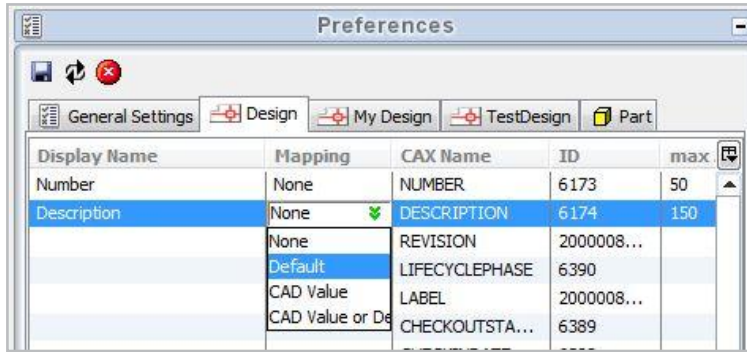 Preferences
General Settings Design My Design TestDesign Part
Display Name Mapping CAX Name ID max
Number None NUMBER 6173 50
Description None DESCRIPTION 6174 150
None REVISION 2000008...
Default LIFECYCLEPHASE 6390
CAD Value LABEL 2000008...
CAD Value or De CHECKOUTSTA... 6389